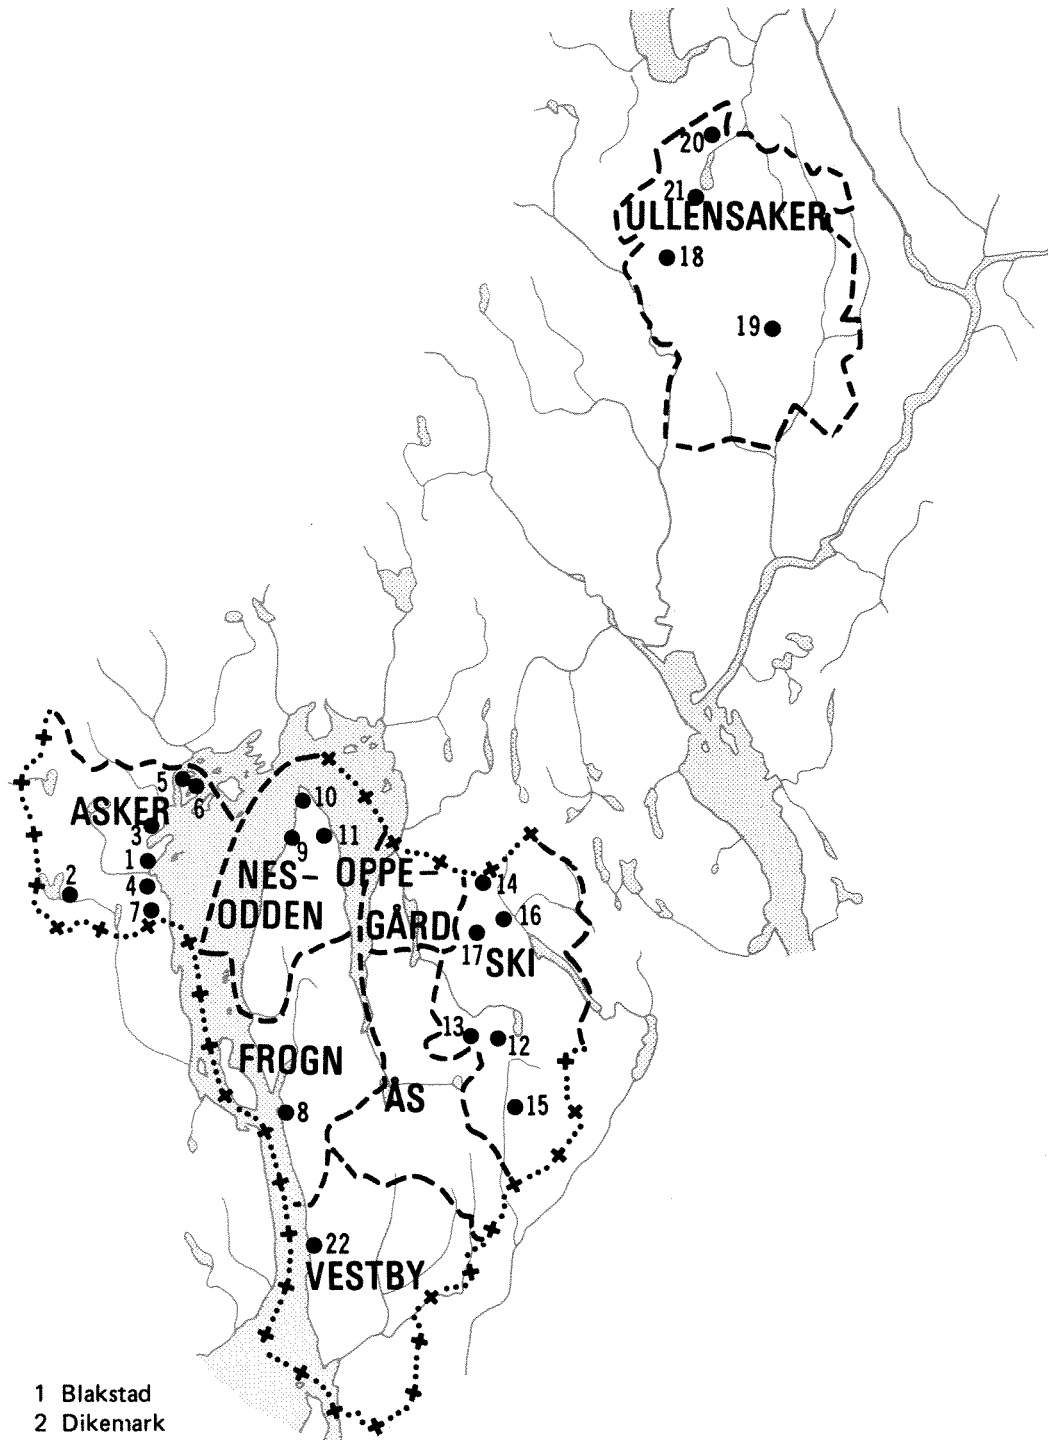 20
21
ULLENSAKER
18
19
5
6
ASKER
3
10
9
11
1
2
4
7
NES- OPPE-
ODDEN GÅRD
14
16
17
SKI
13
12
FROGN
ÅS
8
15
22
VESTBY
1 Blakstad
2 Dikemark